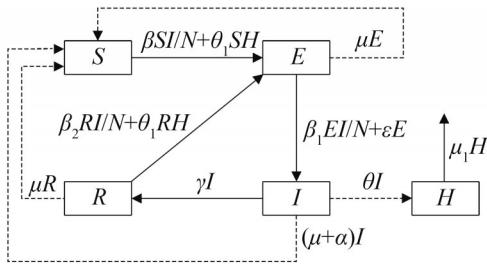 βSI/N+θ₁SH
S
E
μE
β₂RI/N+θ₁RH
β₁EI/N+εE
μ₁H
μR
R
γI
I
θI
H
(μ+α)I